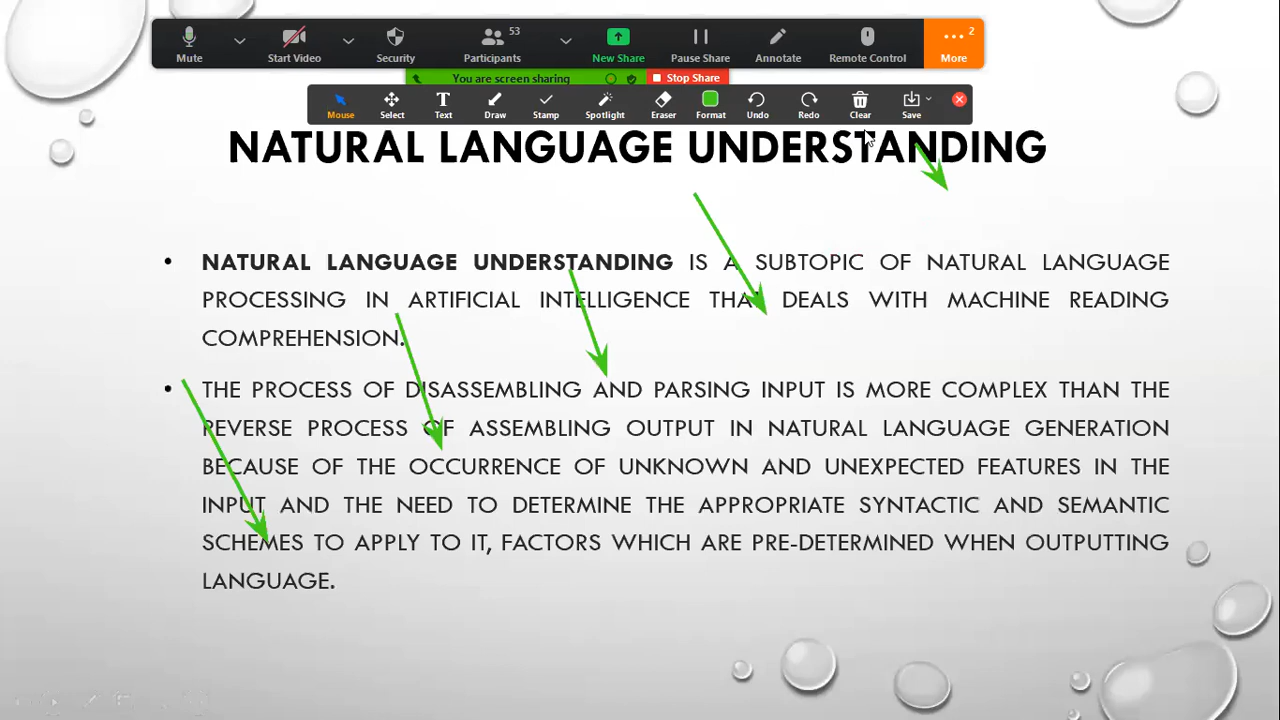 53
2
Mute Start Video Security Participants New Share Pause Share Annotate Remote Control More
You are screen sharing Stop Share
Mouse Select Text Draw Stamp Spotlight Eraser Format Undo Redo Clear Save
NATURAL LANGUAGE UNDERSTANDING
• NATURAL LANGUAGE UNDERSTANDING IS A SUBTOPIC OF NATURAL LANGUAGE
PROCESSING IN ARTIFICIAL INTELLIGENCE THAT DEALS WITH MACHINE READING
COMPREHENSION.
• THE PROCESS OF DISASSEMBLING AND PARSING INPUT IS MORE COMPLEX THAN THE
REVERSE PROCESS OF ASSEMBLING OUTPUT IN NATURAL LANGUAGE GENERATION
BECAUSE OF THE OCCURRENCE OF UNKNOWN AND UNEXPECTED FEATURES IN THE
INPUT AND THE NEED TO DETERMINE THE APPROPRIATE SYNTACTIC AND SEMANTIC
SCHEMES TO APPLY TO IT, FACTORS WHICH ARE PRE-DETERMINED WHEN OUTPUTTING
LANGUAGE.